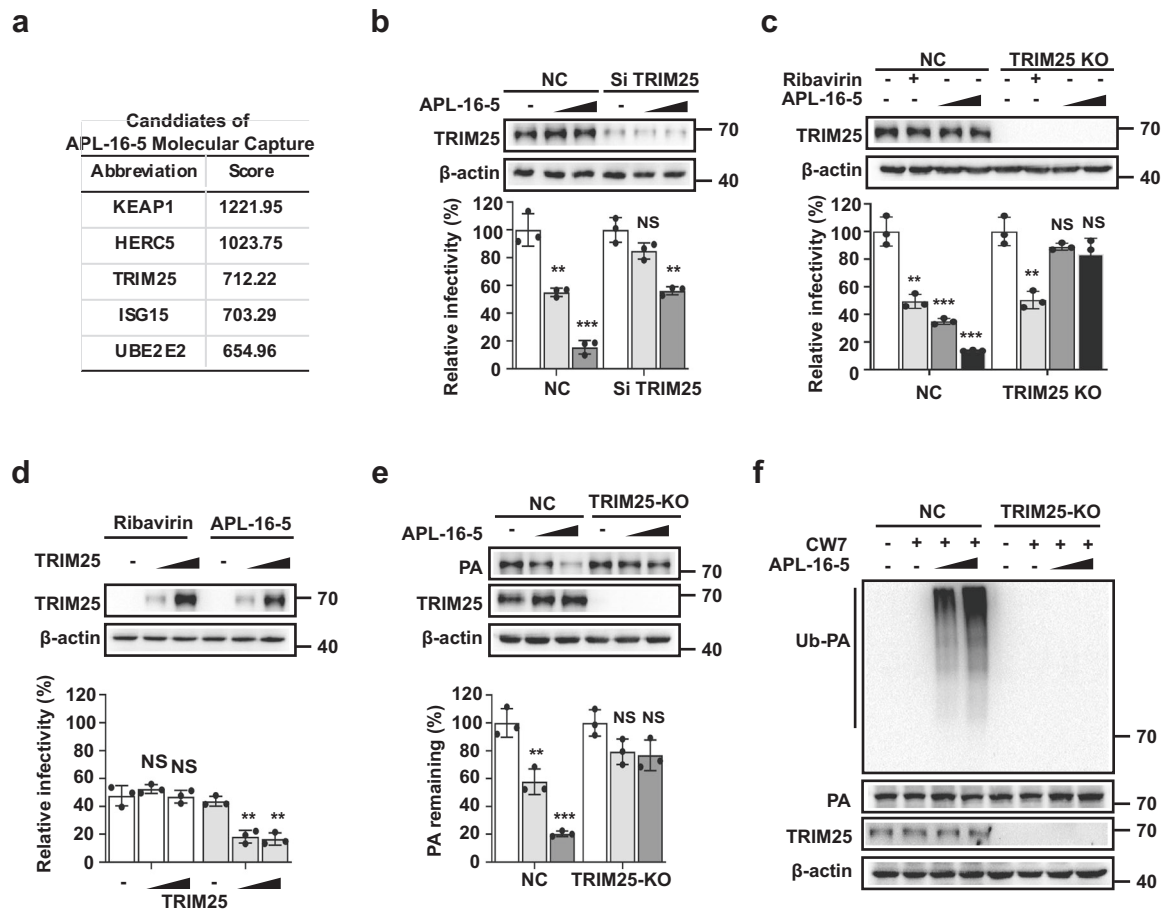 a
Canddiates of
APL-16-5 Molecular Capture
Abbreviation Score
KEAP1 1221.95
HERC5 1023.75
TRIM25 712.22
ISG15 703.29
UBE2E2 654.96
b
NC Si TRIM25
APL-16-5 - -
TRIM25 70
β-actin 40
Relative infectivity (%)
120
100
80
60
40
20
0
** *** NS **
NC Si TRIM25
c
NC TRIM25 KO
Ribavirin - + - - - + - -
APL-16-5 - - - -
TRIM25 70
β-actin 40
Relative infectivity (%)
120
100
80
60
40
20
0
** *** *** ** NS NS
NC TRIM25 KO
d
Ribavirin APL-16-5
TRIM25 - -
TRIM25 70
β-actin 40
Relative infectivity (%)
120
100
80
60
40
20
0
NS NS ** **
- -
TRIM25
e
NC TRIM25-KO
APL-16-5 - -
PA 70
TRIM25 70
β-actin 40
PA remaining (%)
120
100
80
60
40
20
0
** *** NS NS
NC TRIM25-KO
f
NC TRIM25-KO
CW7 - + + + - + + +
APL-16-5 - - - -
Ub-PA
70
PA 70
TRIM25 70
β-actin 40